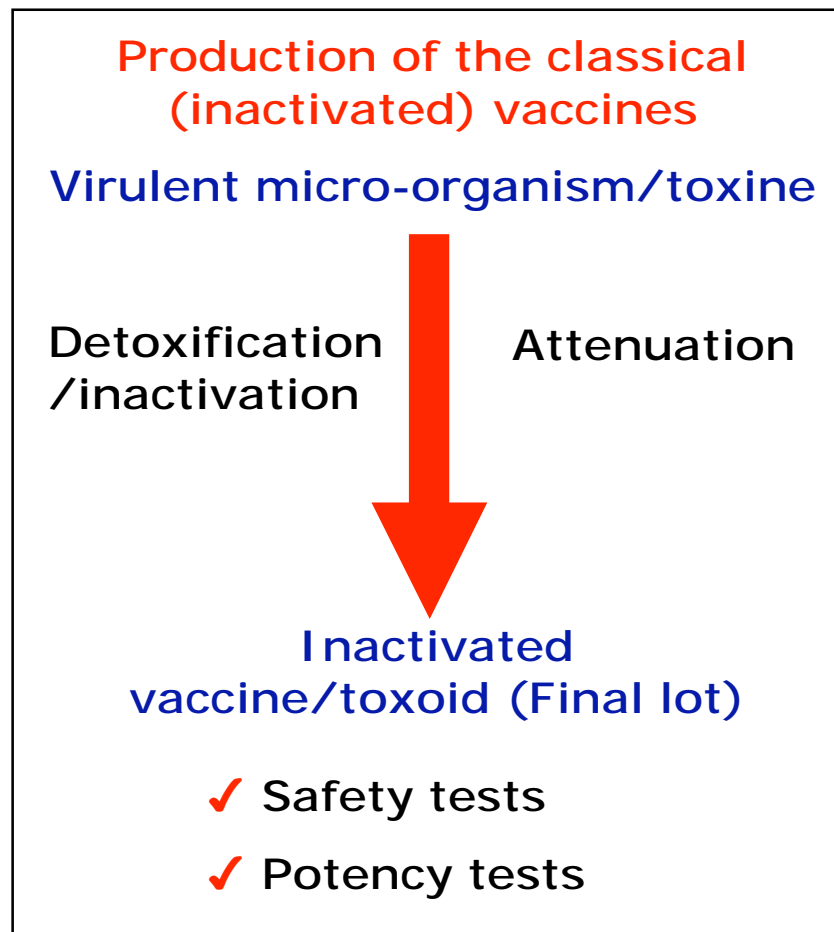 Production of the classical
(inactivated) vaccines
Virulent micro-organism/toxine
Detoxification
/inactivation
Attenuation
Inactivated
vaccine/toxoid (Final lot)
✓ Safety tests
✓ Potency tests